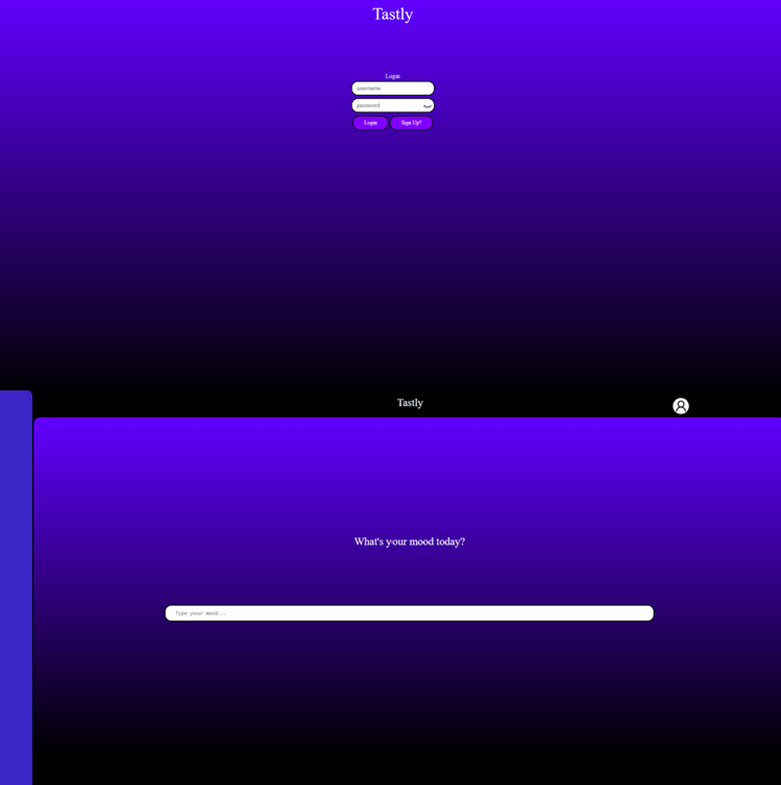 Tastly
Login
username
password
Login Sign Up?
Tastly
What's your mood today?
Type your mood...